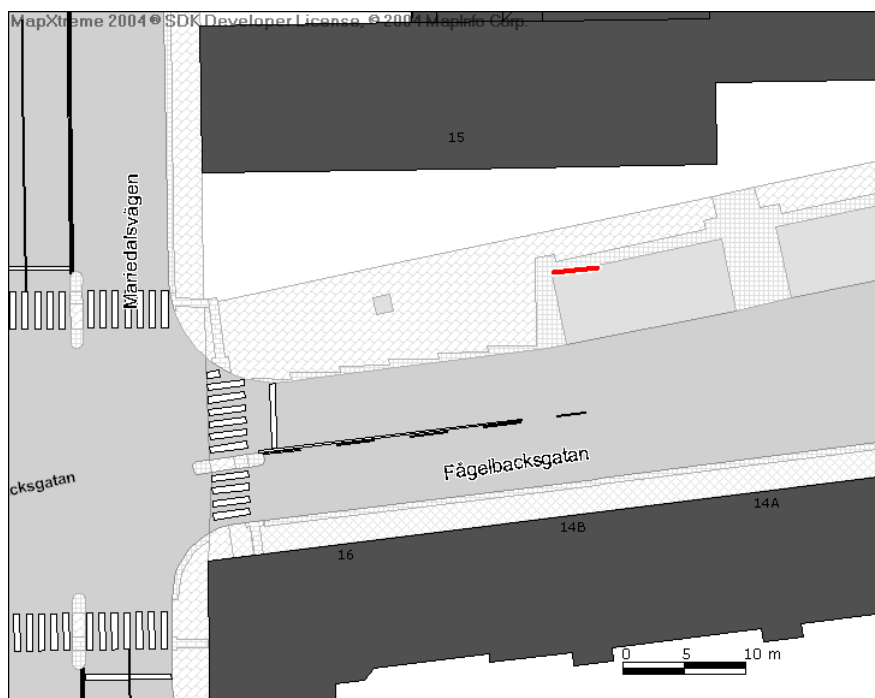 MapXtreme 2004 ® SDK Developer License, © 2004 MapInfo Corp.
15
Mariedalsvägen
Fågelbacksgatan
cksgatan
14A
14B
16
0 5 10 m